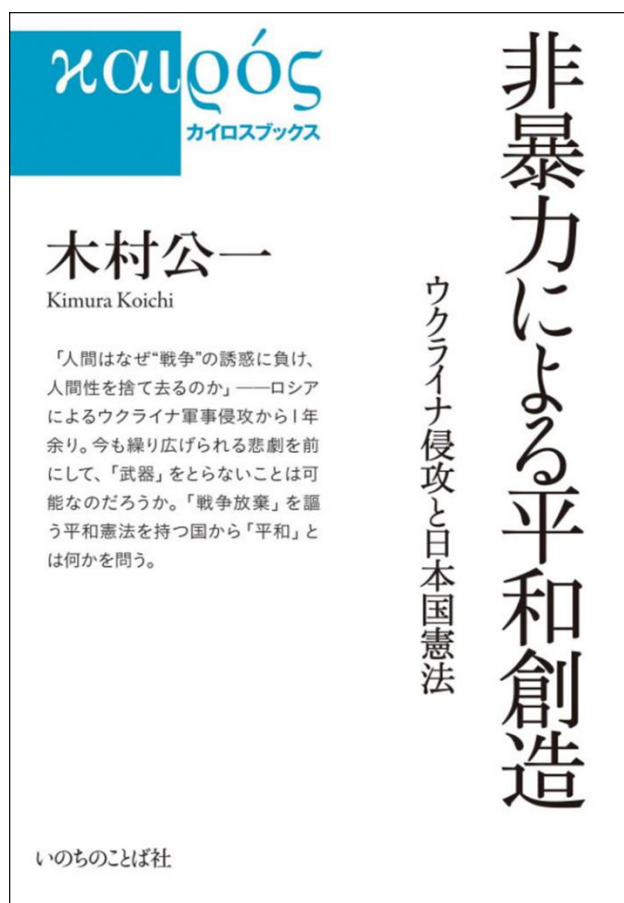 ϰαιρός
カイロスブックス
非暴力による平和創造
ウクライナ侵攻と日本国憲法
木村公一
Kimura Koichi
「人間はなぜ“戦争”の誘惑に負け、
人間性を捨て去るのか」——ロシア
によるウクライナ軍事侵攻から1年
余り。今も繰り広げられる悲劇を前
にして、「武器」をとらないことは可
能なのだろうか。「戦争放棄」を謳
う平和憲法を持つ国から「平和」と
は何かを問う。
いのちのことば社